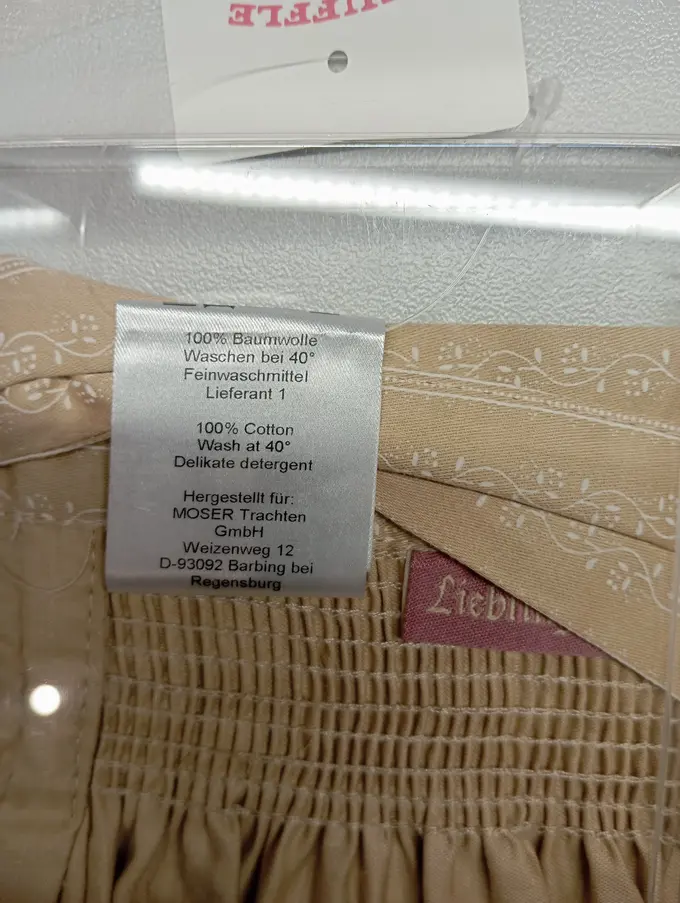 100% Baumwolle
Waschen bei 40°
Feinwaschmittel
Lieferant 1
100% Cotton
Wash at 40°
Delikate detergent
Hergestellt für:
MOSER Trachten
GmbH
Weizenweg 12
D-93092 Barbing bei
Regensburg